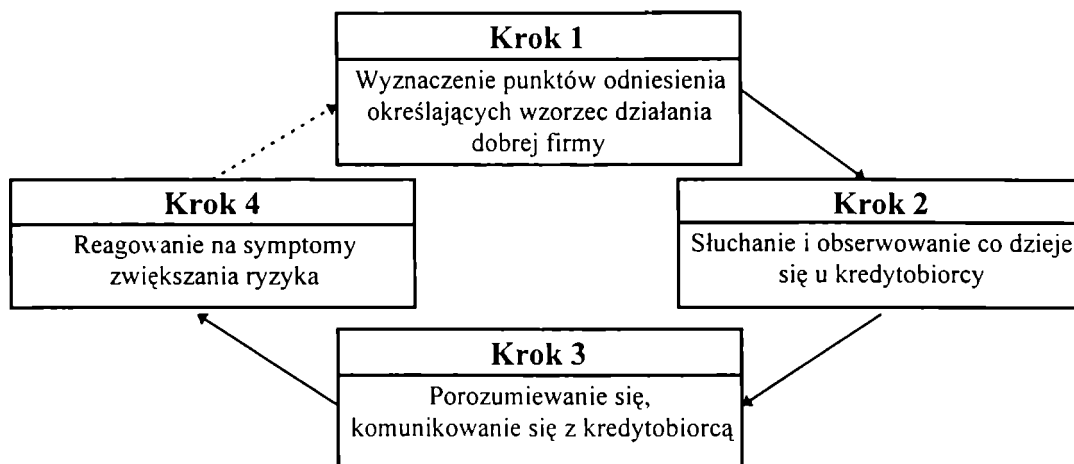 Krok 1
Wyznaczenie punktów odniesienia
określających wzorzec działania
dobrej firmy
Krok 2
Słuchanie i obserwowanie co dzieje
się u kredytobiorcy
Krok 3
Porozumiewanie się,
komunikowanie się z kredytobiorcą
Krok 4
Reagowanie na symptomy
zwiększania ryzyka